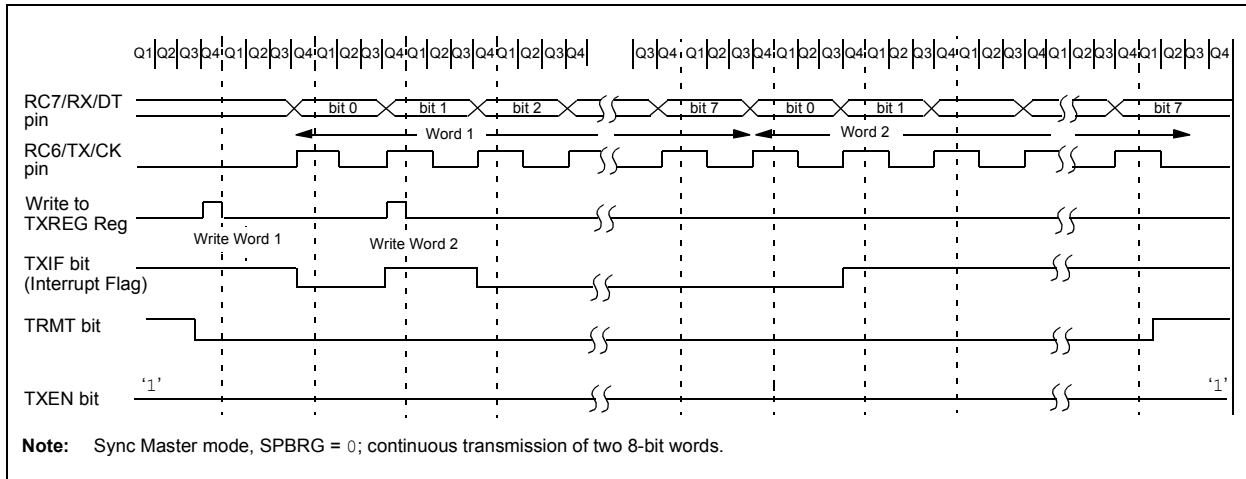 Q1 Q2 Q3 Q4 Q1 Q2 Q3 Q4 Q1 Q2 Q3 Q4 Q1 Q2 Q3 Q4 Q1 Q2 Q3 Q4 Q3 Q4 Q1 Q2 Q3 Q4 Q1 Q2 Q3 Q4 Q1 Q2 Q3 Q4 Q1 Q2 Q3 Q4 Q1 Q2 Q3 Q4 Q1 Q2 Q3 Q4
RC7/RX/DT
pin
bit 0 bit 1 bit 2 bit 7 bit 0 bit 1 bit 7
Word 1 Word 2
RC6/TX/CK
pin
Write to
TXREG Reg
Write Word 1 Write Word 2
TXIF bit
(Interrupt Flag)
TRMT bit
‘1’ ‘1’
TXEN bit
Note: Sync Master mode, SPBRG = 0; continuous transmission of two 8-bit words.